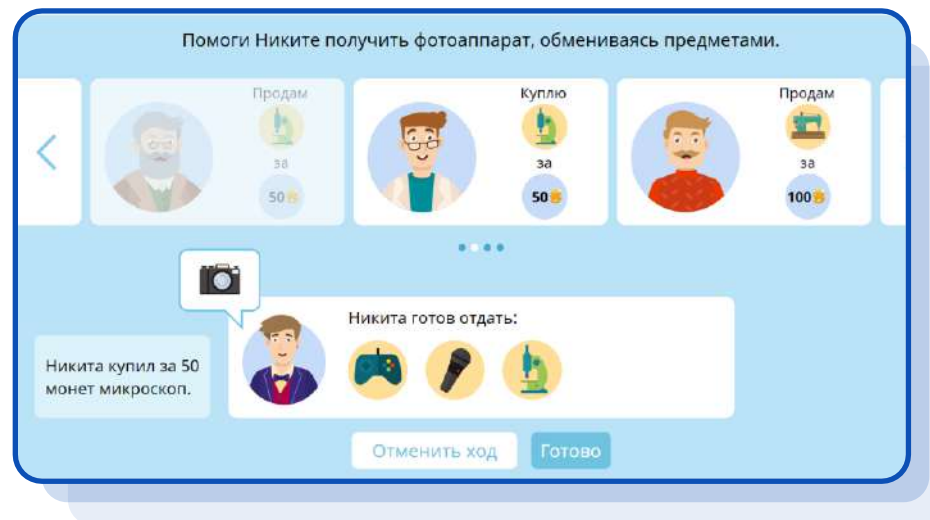 Помоги Никите получить фотоаппарат, обмениваясь предметами.
Продам
за
50
Куплю
за
50
Продам
за
100
Никита готов отдать:
Никита купил за 50
монет микроскоп.
Отменить ход
Готово